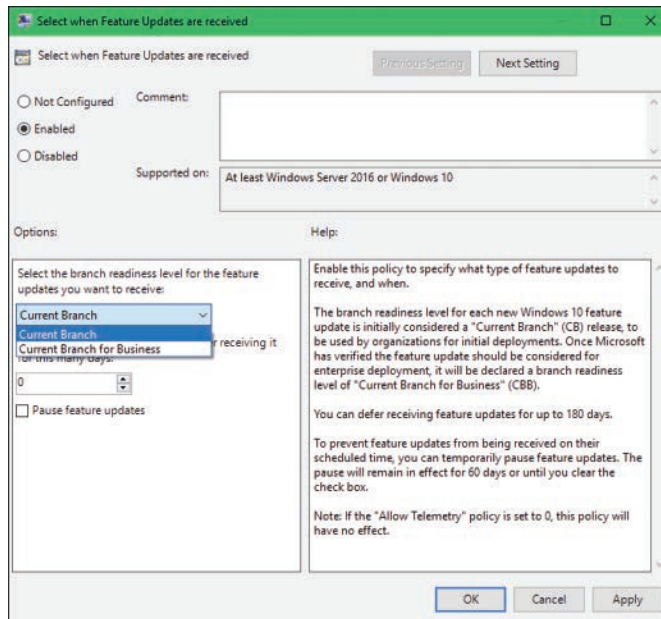 Select when Feature Updates are received
Select when Feature Updates are received
Previous Setting
Next Setting
Not Configured
Comment:
Enabled
Disabled
Supported on:
At least Windows Server 2016 or Windows 10
Options:
Help:
Select the branch readiness level for the feature
updates you want to receive:
Current Branch
Current Branch
Current Branch for Business
r receiving it
for this many days:
0
Pause feature updates
Enable this policy to specify what type of feature updates to
receive, and when.
The branch readiness level for each new Windows 10 feature
update is initially considered a "Current Branch" (CB) release, to
be used by organizations for initial deployments. Once Microsoft
has verified the feature update should be considered for
enterprise deployment, it will be declared a branch readiness
level of "Current Branch for Business" (CBB).
You can defer receiving feature updates for up to 180 days.
To prevent feature updates from being received on their
scheduled time, you can temporarily pause feature updates. The
pause will remain in effect for 60 days or until you clear the
check box.
Note: If the "Allow Telemetry" policy is set to 0, this policy will
have no effect.
OK
Cancel
Apply